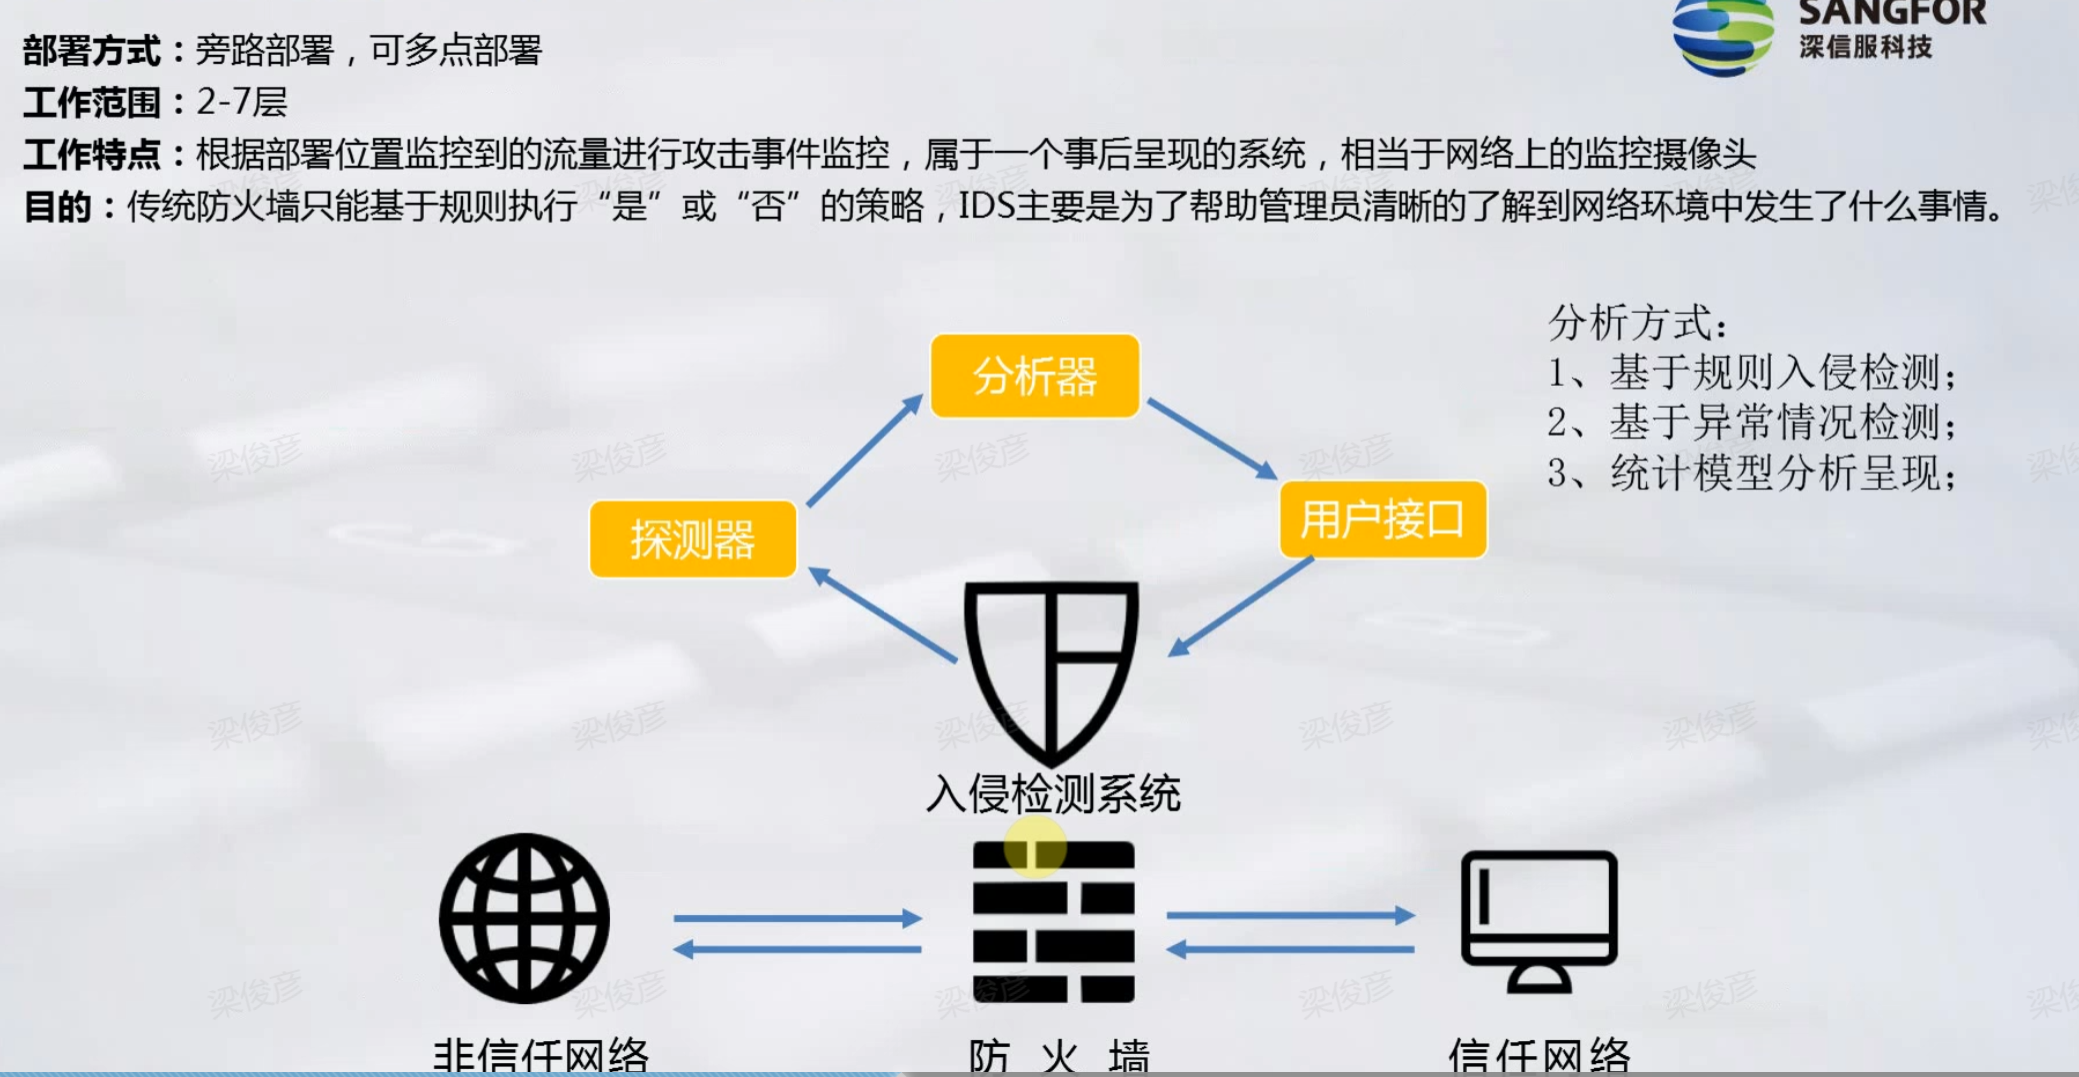 SANGFOR
深信服科技
部署方式：旁路部署，可多点部署
工作范围：2-7层
工作特点：根据部署位置监控到的流量进行攻击事件监控，属于一个事后呈现的系统，相当于网络上的监控摄像头
目的：传统防火墙只能基于规则执行“是”或“否”的策略，IDS主要是为了帮助管理员清晰的了解到网络环境中发生了什么事情。
分析方式：
1、基于规则入侵检测；
2、基于异常情况检测；
3、统计模型分析呈现；
分析器
用户接口
探测器
入侵检测系统
非信任网络
防 火 墙
信任网络
梁俊彦